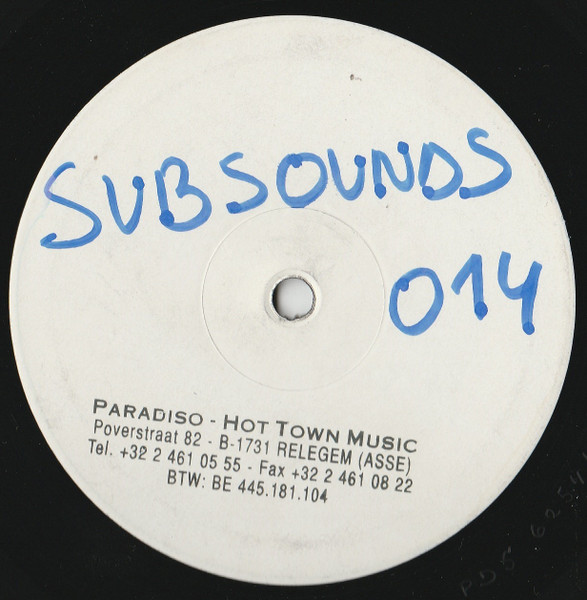 SUBSOUNDS
014
PARADISO - HOT TOWN MUSIC
Poverstraat 82 - B-1731 RELEGEM (ASSE)
Tel. +32 2 461 05 55 - Fax +32 2 461 08 22
BTW: BE 445.181.104